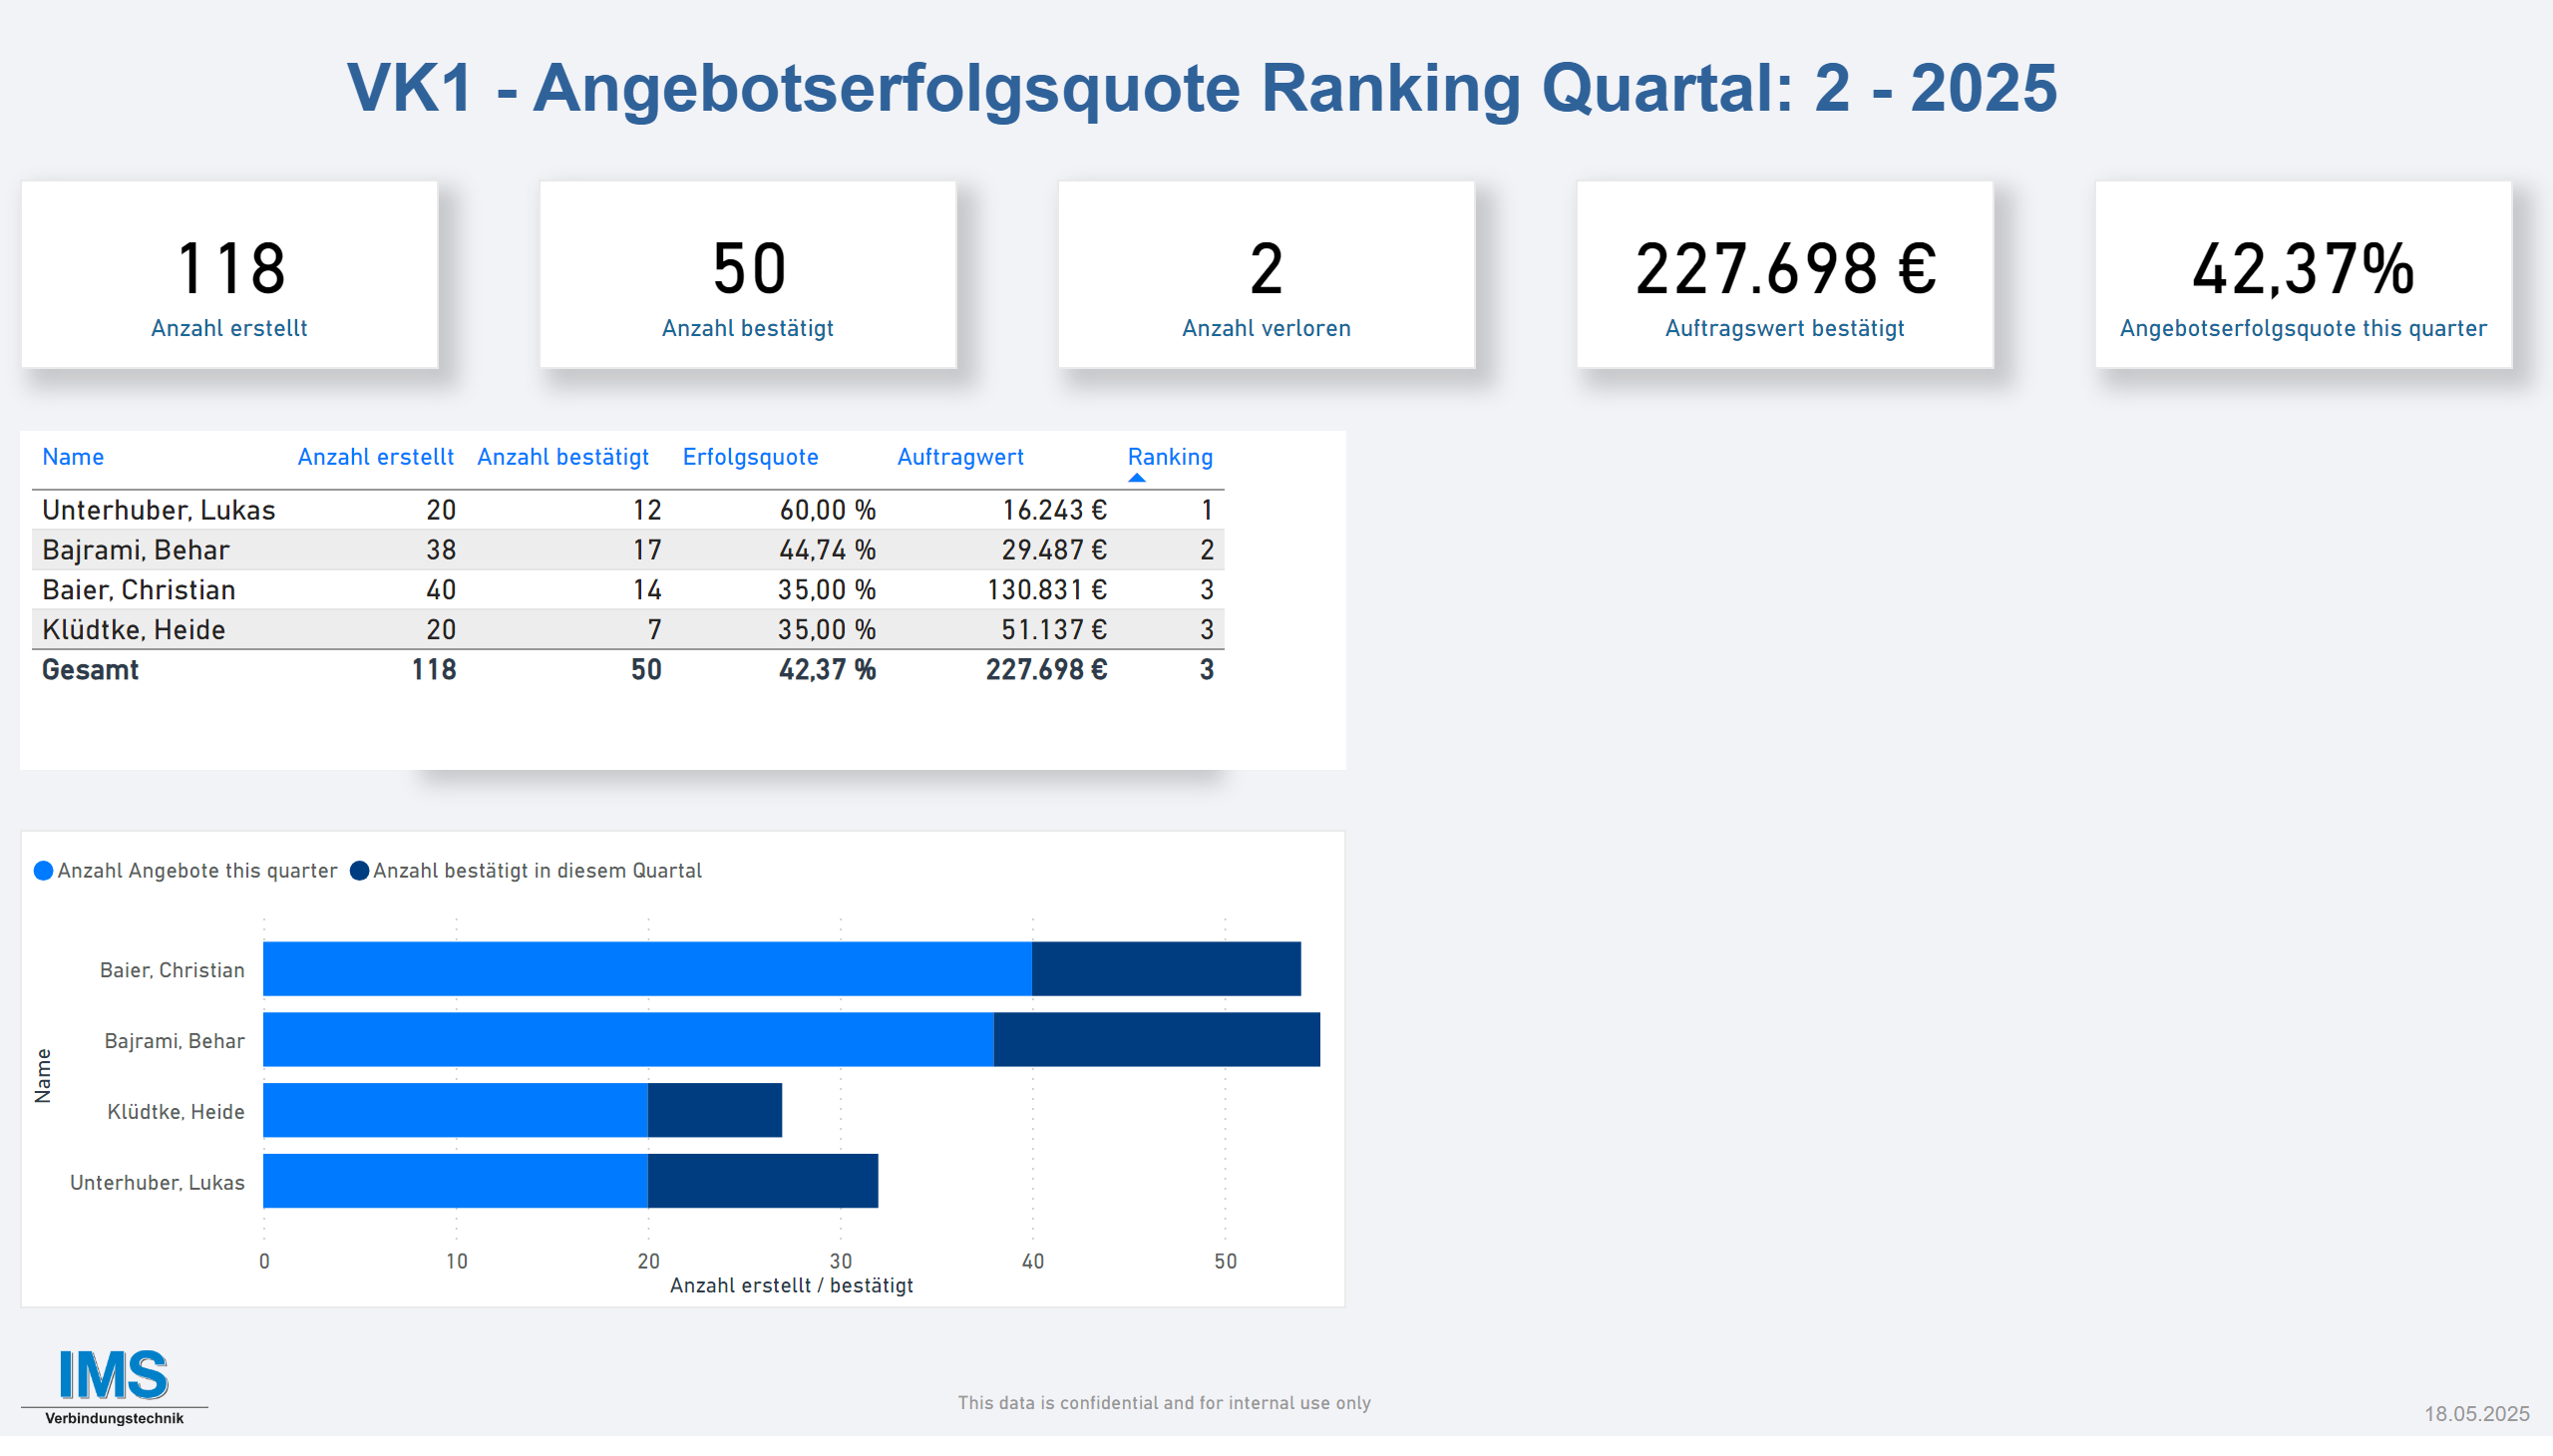 VK1 - Angebotserfolgsquote Ranking Quartal: 2 - 2025
118
Anzahl erstellt
50
Anzahl bestätigt
2
Anzahl verloren
227.698 €
Auftragswert bestätigt
42,37%
Angebotserfolgsquote this quarter
Name Anzahl erstellt Anzahl bestätigt Erfolgsquote Auftragwert Ranking
Unterhuber, Lukas 20 12 60,00 % 16.243 € 1
Bajrami, Behar 38 17 44,74 % 29.487 € 2
Baier, Christian 40 14 35,00 % 130.831 € 3
Klüdtke, Heide 20 7 35,00 % 51.137 € 3
Gesamt 118 50 42,37 % 227.698 € 3
Anzahl Angebote this quarter Anzahl bestätigt in diesem Quartal
Name
Baier, Christian
Bajrami, Behar
Klüdtke, Heide
Unterhuber, Lukas
0 10 20 30 40 50
Anzahl erstellt / bestätigt
IMS
Verbindungstechnik
This data is confidential and for internal use only
18.05.2025